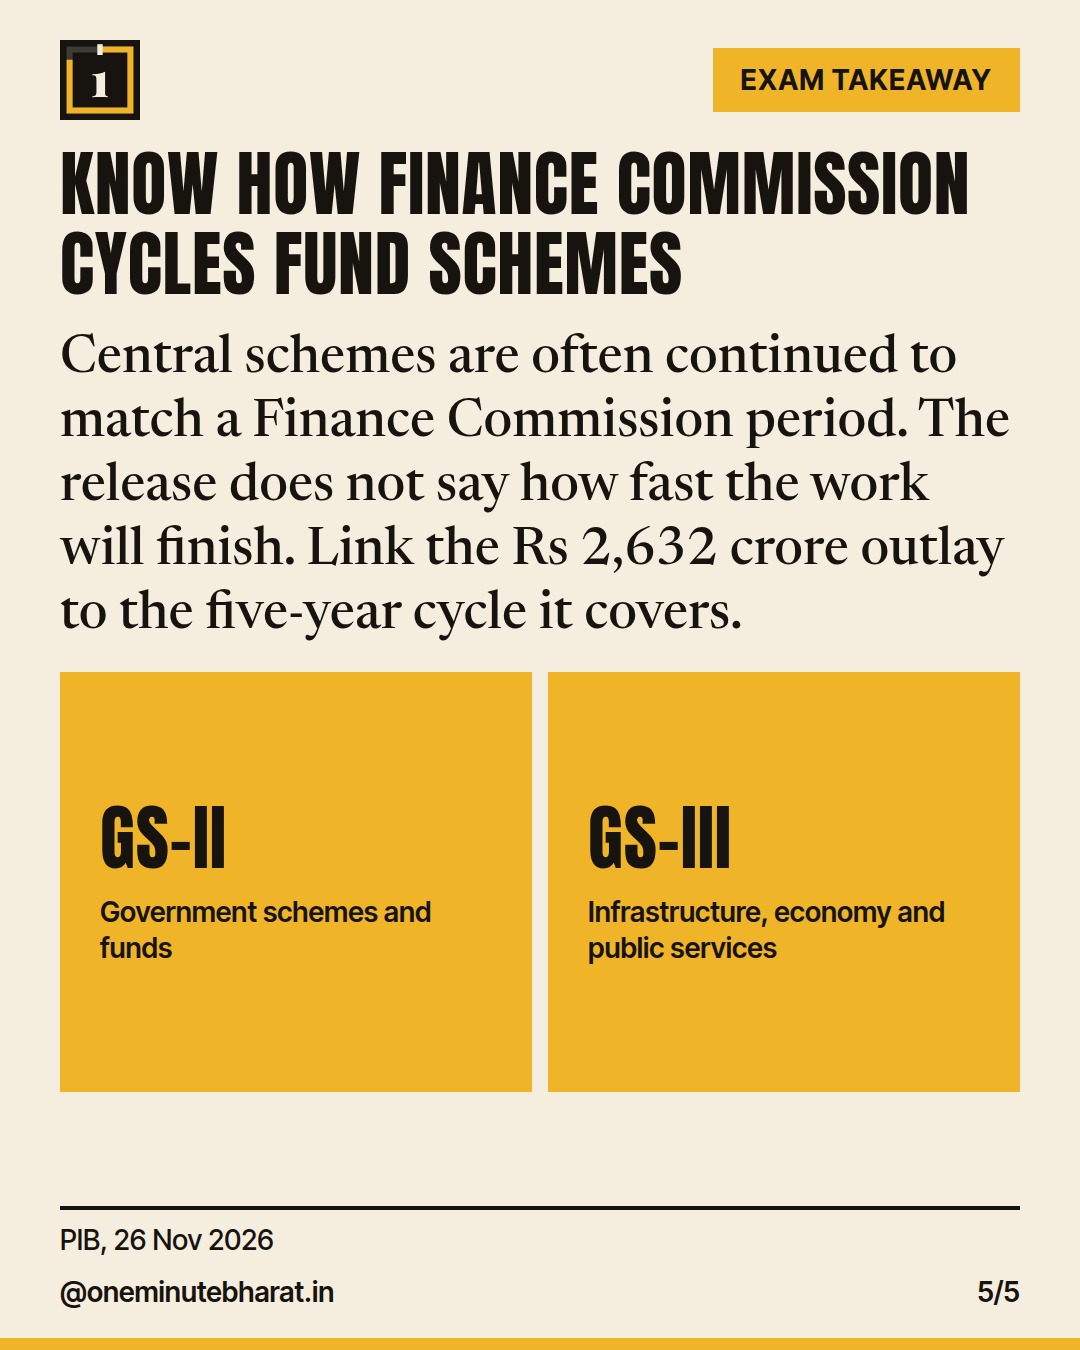 ı
EXAM TAKEAWAY
KNOW HOW FINANCE COMMISSION
CYCLES FUND SCHEMES
Central schemes are often continued to
match a Finance Commission period. The
release does not say how fast the work
will finish. Link the Rs 2,632 crore outlay
to the five-year cycle it covers.
GS-II
Government schemes and
funds
GS-III
Infrastructure, economy and
public services
PIB, 26 Nov 2026
@oneminutebharat.in
5/5